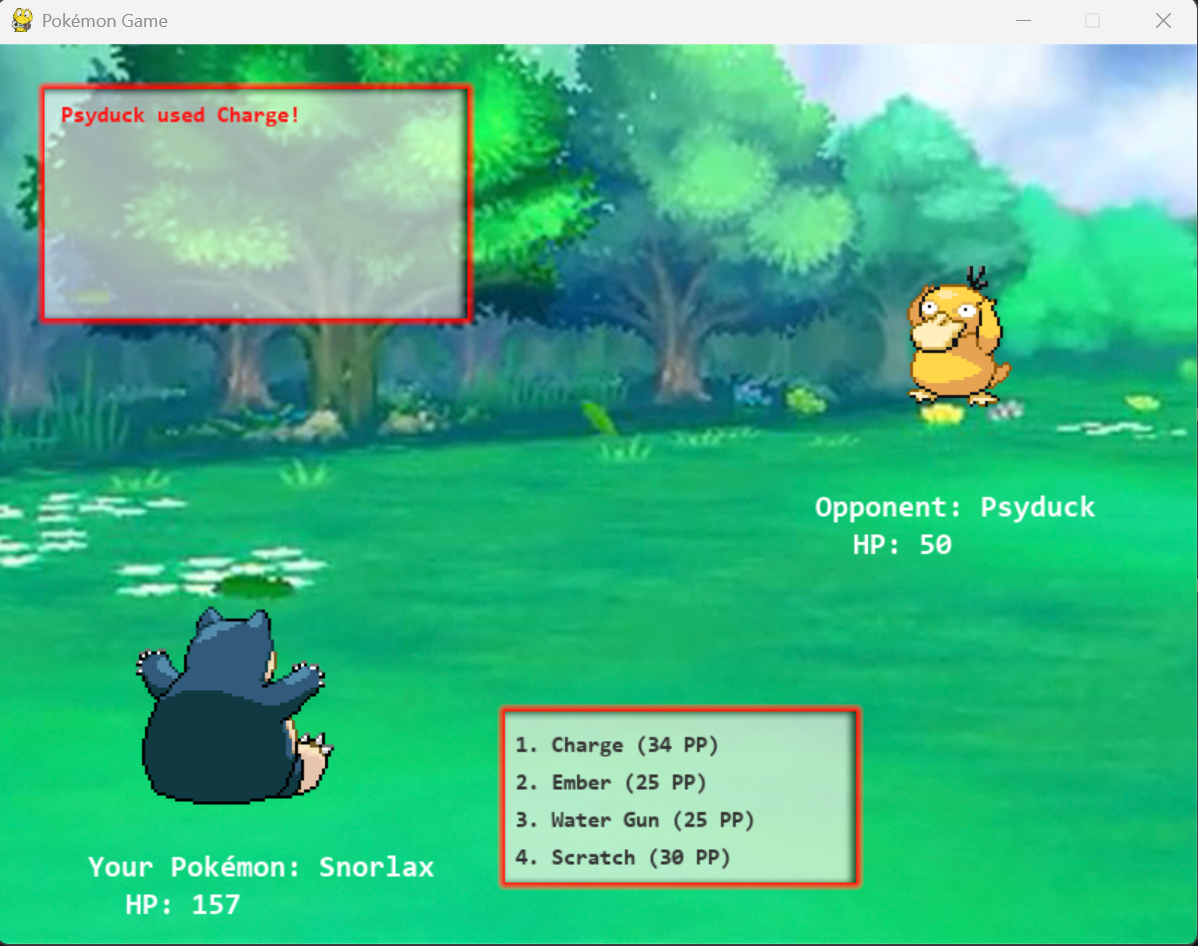 Pokémon Game
Psyduck used Charge!
Opponent: Psyduck
HP: 50
1. Charge (34 PP)
2. Ember (25 PP)
3. Water Gun (25 PP)
4. Scratch (30 PP)
Your Pokémon: Snorlax
HP: 157